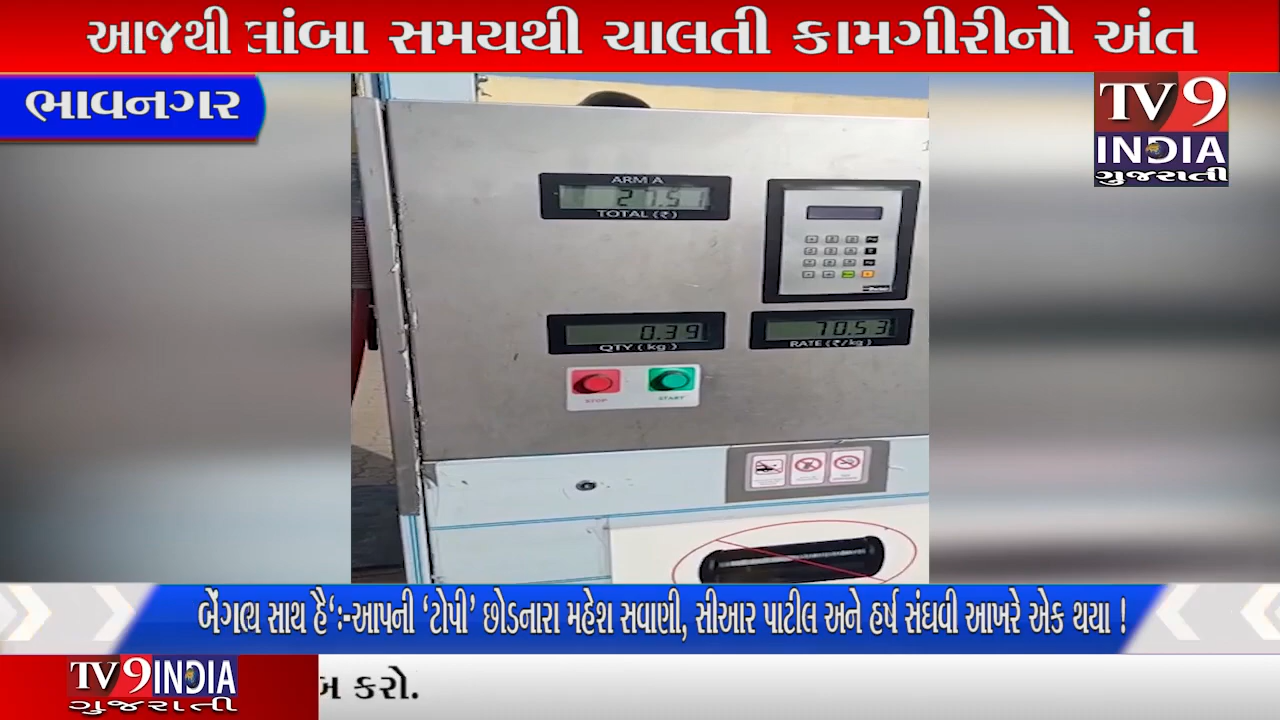 આજથી લાંબા સમયથી ચાલતી કામગીરીનો અંત
ભાવનગર
TV9
INDIA
ગુજરાતી
ARM A
27.51
TOTAL (₹)
0.39
QTY (kg)
70.53
RATE (₹/kg)
STOP
START
સાથ હૈ‘:-આપની ‘ટોપી’ છોડનારા મહેશ સવાણી, સીઆર પાટીલ અને હર્ષ સંઘવી આખરે એક થયા !
TV9INDIA
ગુજરાતી
કરો.